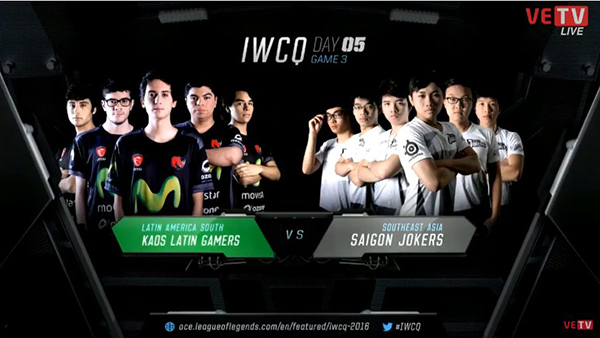 VETV
LIVE
IWCQ DAY 05
GAME 3
LATIN AMERICA SOUTH
KAOS LATIN GAMERS
VS
SOUTHEAST ASIA
SAIGON JOKERS
oce.leagueoflegends.com/en/featured/iwcq-2016
#IWCQ
VETV